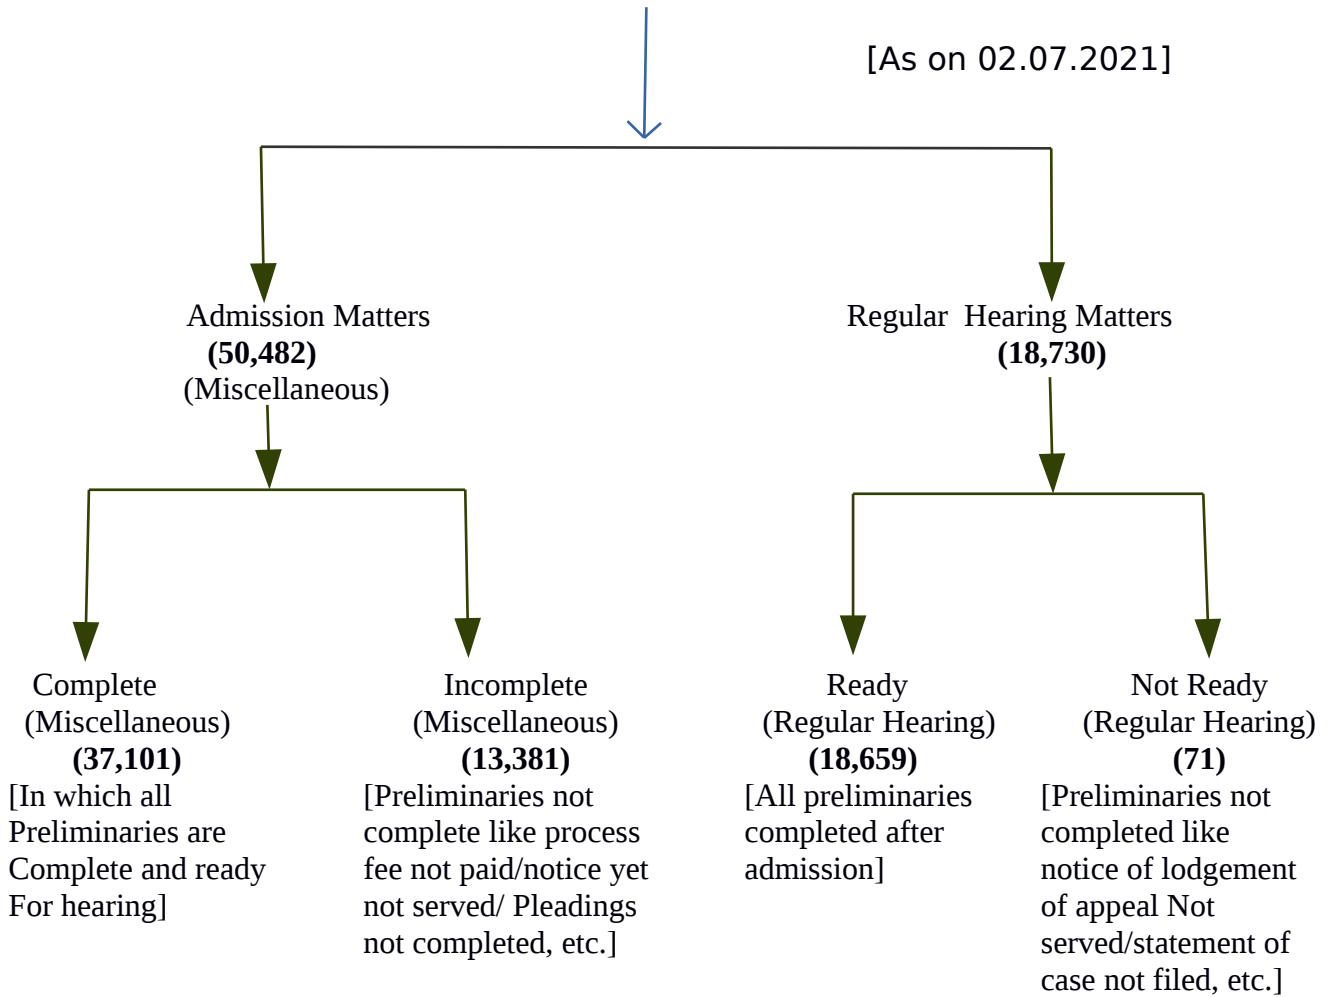 [As on 02.07.2021]
Admission Matters
(50,482)
(Miscellaneous)
Regular Hearing Matters
(18,730)
Complete
(Miscellaneous)
(37,101)
[In which all
Preliminaries are
Complete and ready
For hearing]
Incomplete
(Miscellaneous)
(13,381)
[Preliminaries not
complete like process
fee not paid/notice yet
not served/ Pleadings
not completed, etc.]
Ready
(Regular Hearing)
(18,659)
[All preliminaries
completed after
admission]
Not Ready
(Regular Hearing)
(71)
[Preliminaries not
completed like
notice of lodgement
of appeal Not
served/statement of
case not filed, etc.]